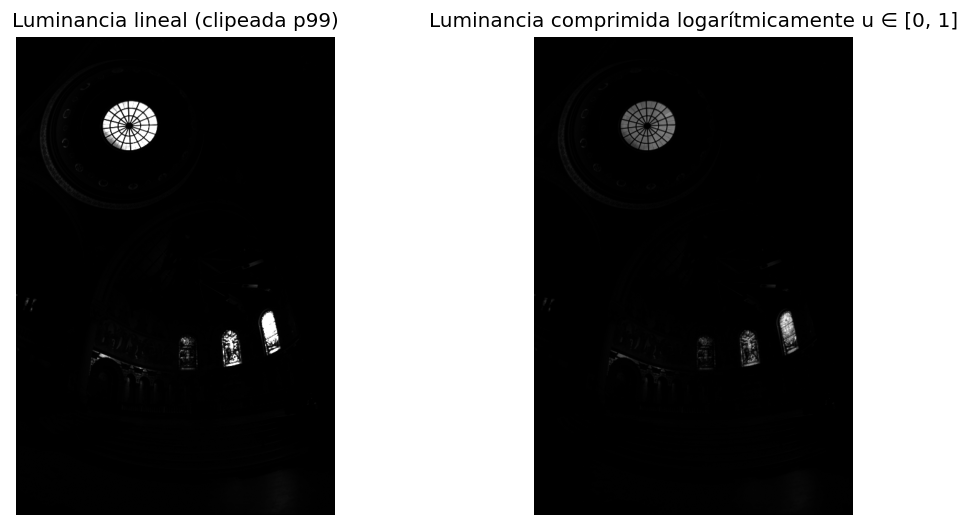 Luminancia lineal (clipeada p99)
Luminancia comprimida logarítmicamente u ∈ [0, 1]